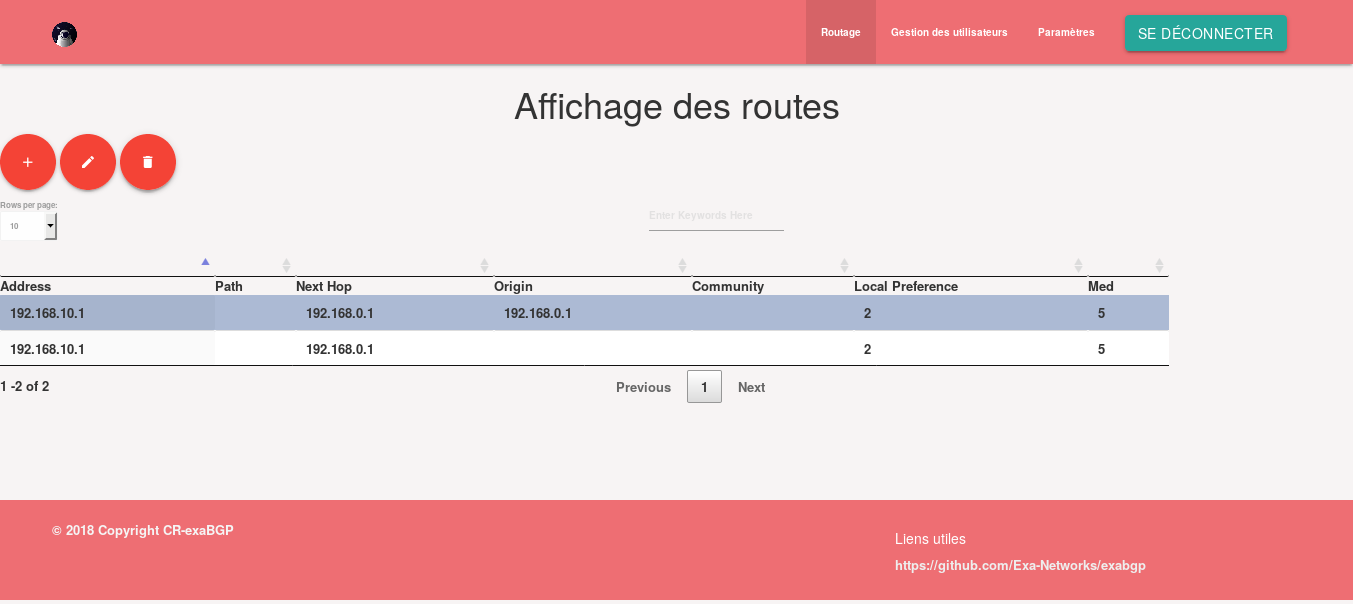 Routage Gestion des utilisateurs Paramètres SE DÉCONNECTER
Affichage des routes
Rows per page:
10
Enter Keywords Here
Address Path Next Hop Origin Community Local Preference Med
192.168.10.1 192.168.0.1 192.168.0.1 2 5
192.168.10.1 192.168.0.1 2 5
1 -2 of 2 Previous 1 Next
© 2018 Copyright CR-exaBGP
Liens utiles
https://github.com/Exa-Networks/exabgp